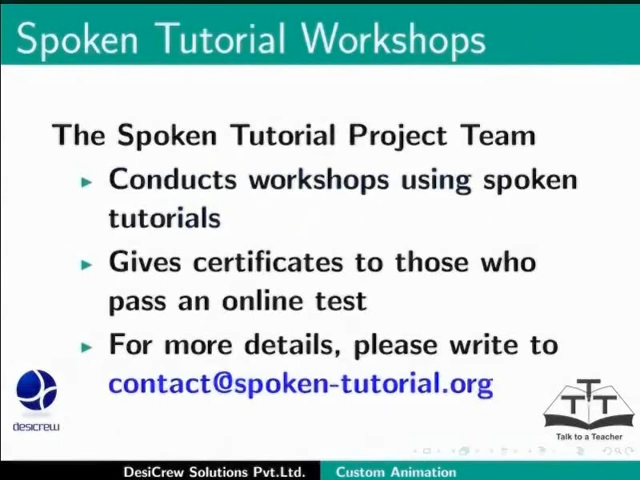 Spoken Tutorial Workshops
The Spoken Tutorial Project Team
Conducts workshops using spoken
tutorials
Gives certificates to those who
pass an online test
For more details, please write to
contact@spoken-tutorial.org
desicrew
TTT
Talk to a Teacher
DesiCrew Solutions Pvt.Ltd. Custom Animation